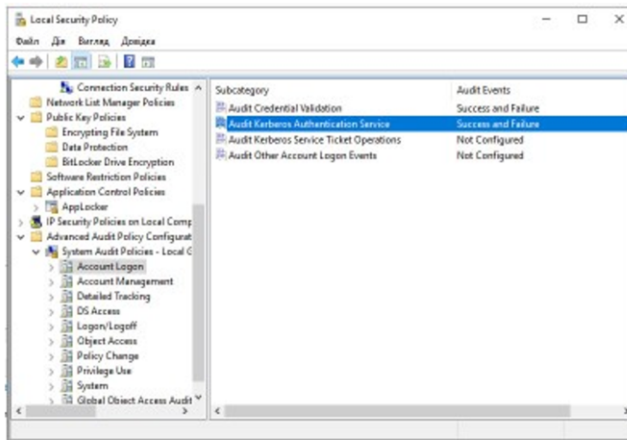 Local Security Policy
Файл Дія Вигляд Довідка
Connection Security Rules
Network List Manager Policies
Public Key Policies
Encrypting File System
Data Protection
BitLocker Drive Encryption
Software Restriction Policies
Application Control Policies
AppLocker
IP Security Policies on Local Comp
Advanced Audit Policy Configurat
System Audit Policies - Local G
Account Logon
Account Management
Detailed Tracking
DS Access
Logon/Logoff
Object Access
Policy Change
Privilege Use
System
Global Object Access Audit
Subcategory Audit Events
Audit Credential Validation Success and Failure
Audit Kerberos Authentication Service Success and Failure
Audit Kerberos Service Ticket Operations Not Configured
Audit Other Account Logon Events Not Configured